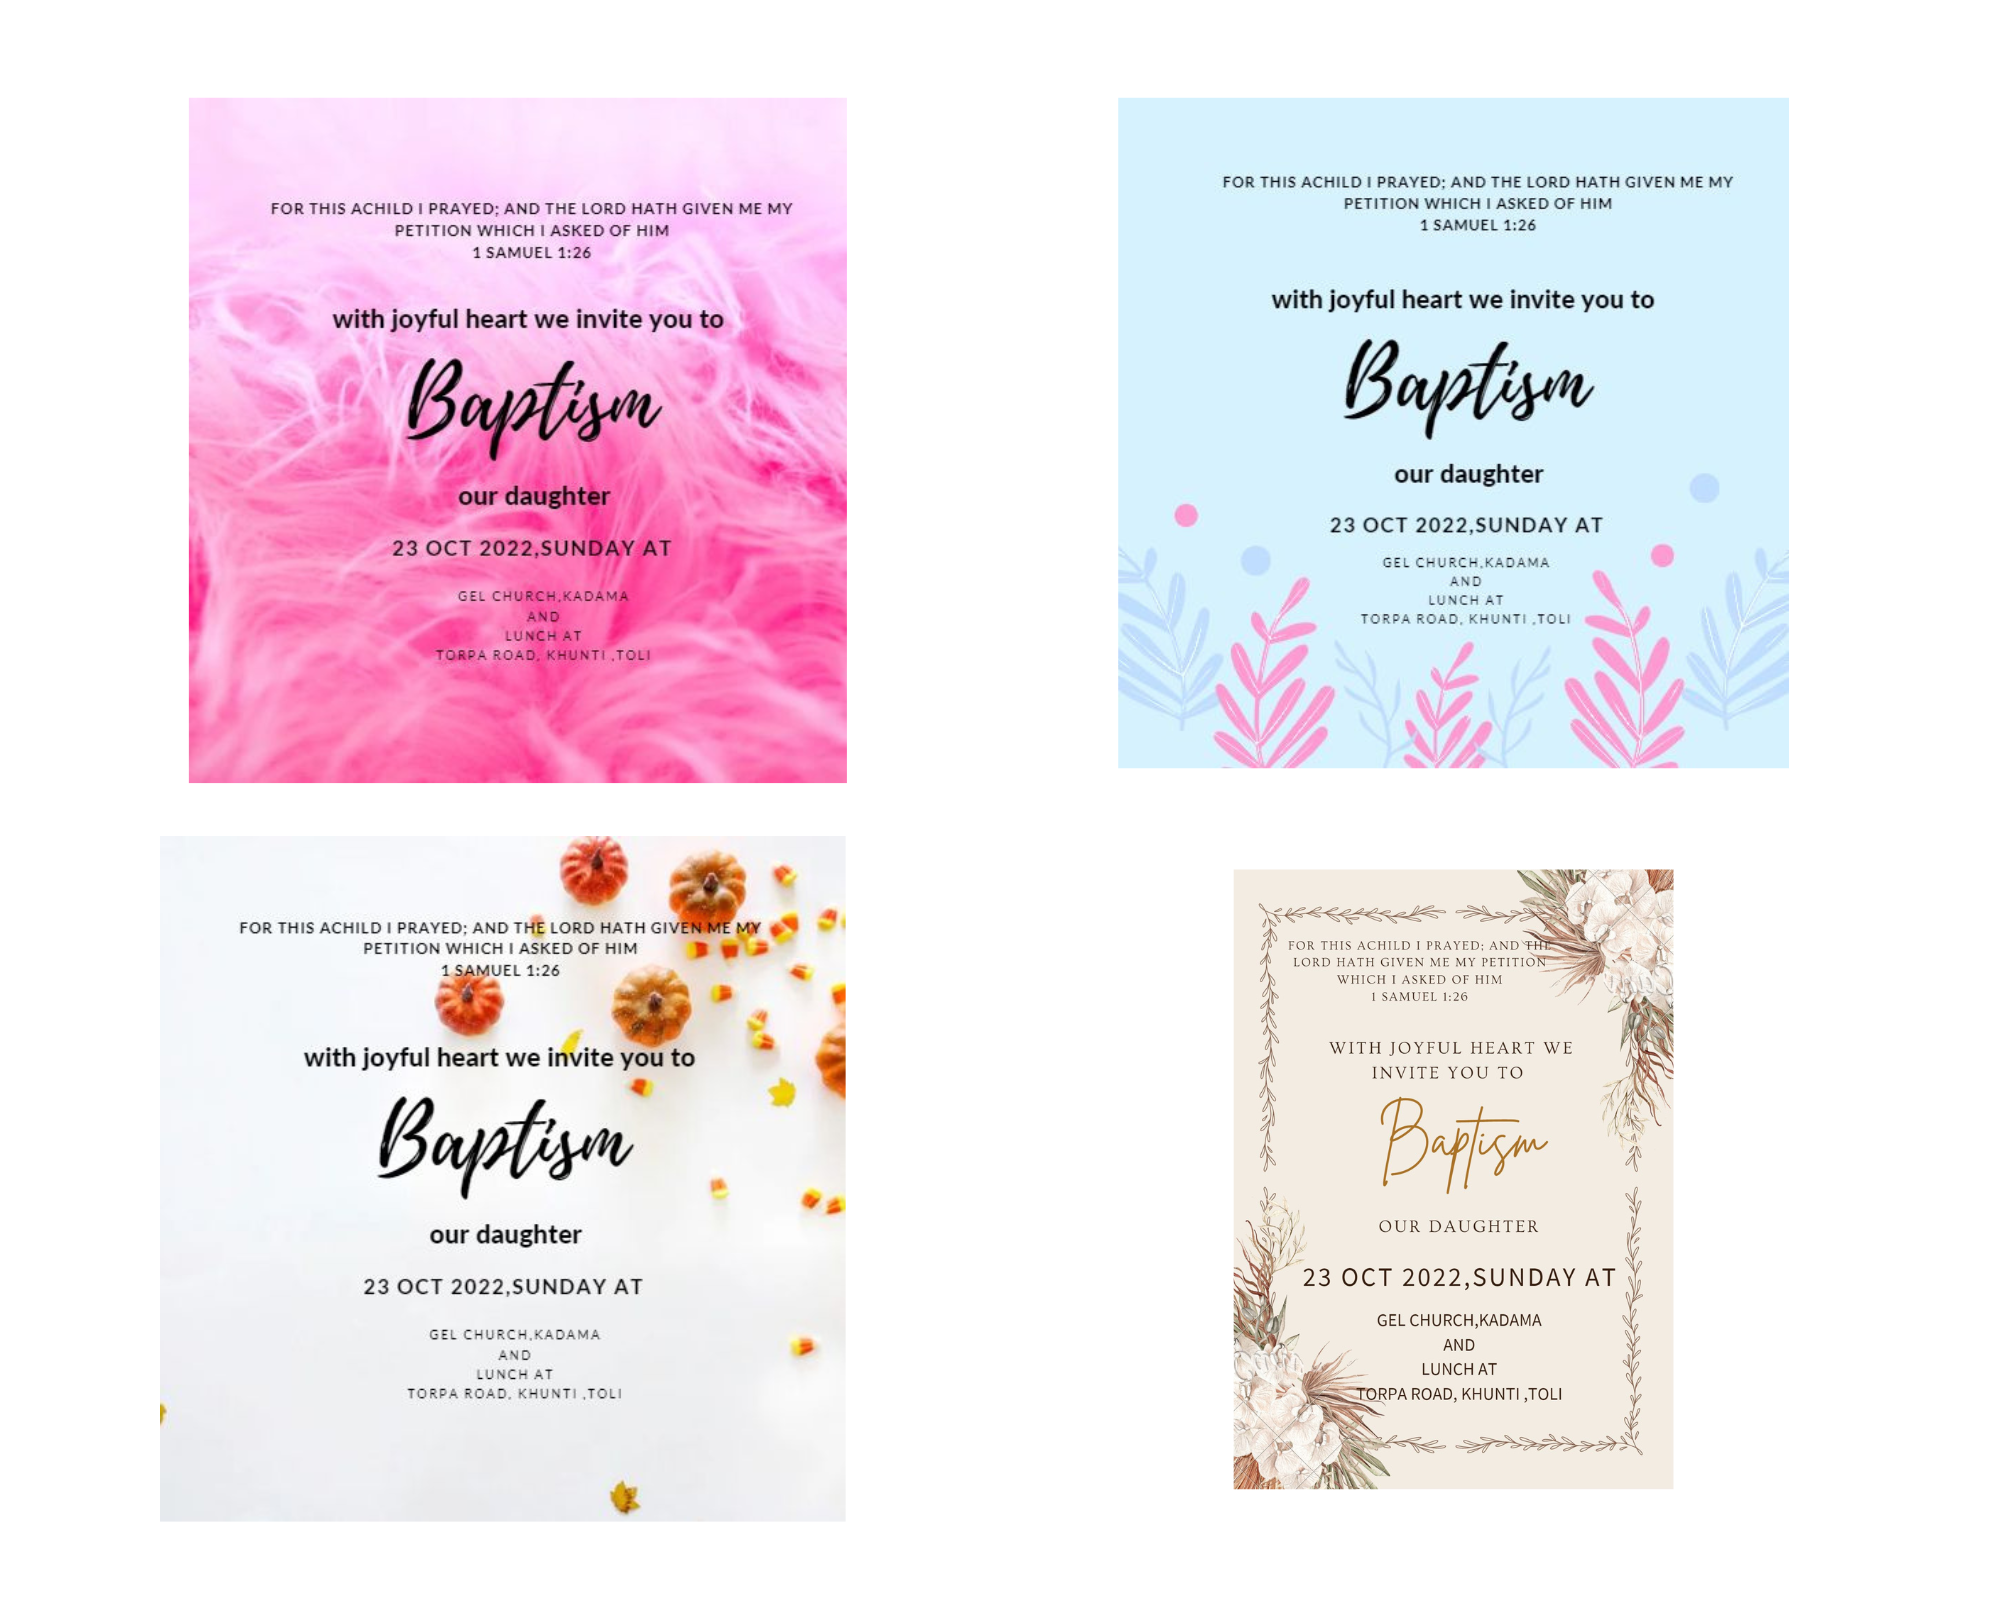 FOR THIS ACHILD I PRAYED; AND THE LORD HATH GIVEN ME MY
PETITION WHICH I ASKED OF HIM
1 SAMUEL 1:26
with joyful heart we invite you to
Baptism
our daughter
23 OCT 2022,SUNDAY AT
GEL CHURCH,KADAMA
AND
LUNCH AT
TORPA ROAD, KHUNTI ,TOLI
FOR THIS ACHILD I PRAYED; AND THE LORD HATH GIVEN ME MY
PETITION WHICH I ASKED OF HIM
1 SAMUEL 1:26
with joyful heart we invite you to
Baptism
our daughter
23 OCT 2022,SUNDAY AT
GEL CHURCH,KADAMA
AND
LUNCH AT
TORPA ROAD, KHUNTI ,TOLI
FOR THIS ACHILD I PRAYED; AND THE LORD HATH GIVEN ME MY
PETITION WHICH I ASKED OF HIM
1 SAMUEL 1:26
with joyful heart we invite you to
Baptism
our daughter
23 OCT 2022,SUNDAY AT
GEL CHURCH,KADAMA
AND
LUNCH AT
TORPA ROAD, KHUNTI ,TOLI
FOR THIS ACHILD I PRAYED; AND THE
LORD HATH GIVEN ME MY PETITION
WHICH I ASKED OF HIM
1 SAMUEL 1:26
WITH JOYFUL HEART WE
INVITE YOU TO
Baptism
OUR DAUGHTER
23 OCT 2022,SUNDAY AT
GEL CHURCH,KADAMA
AND
LUNCH AT
TORPA ROAD, KHUNTI ,TOLI